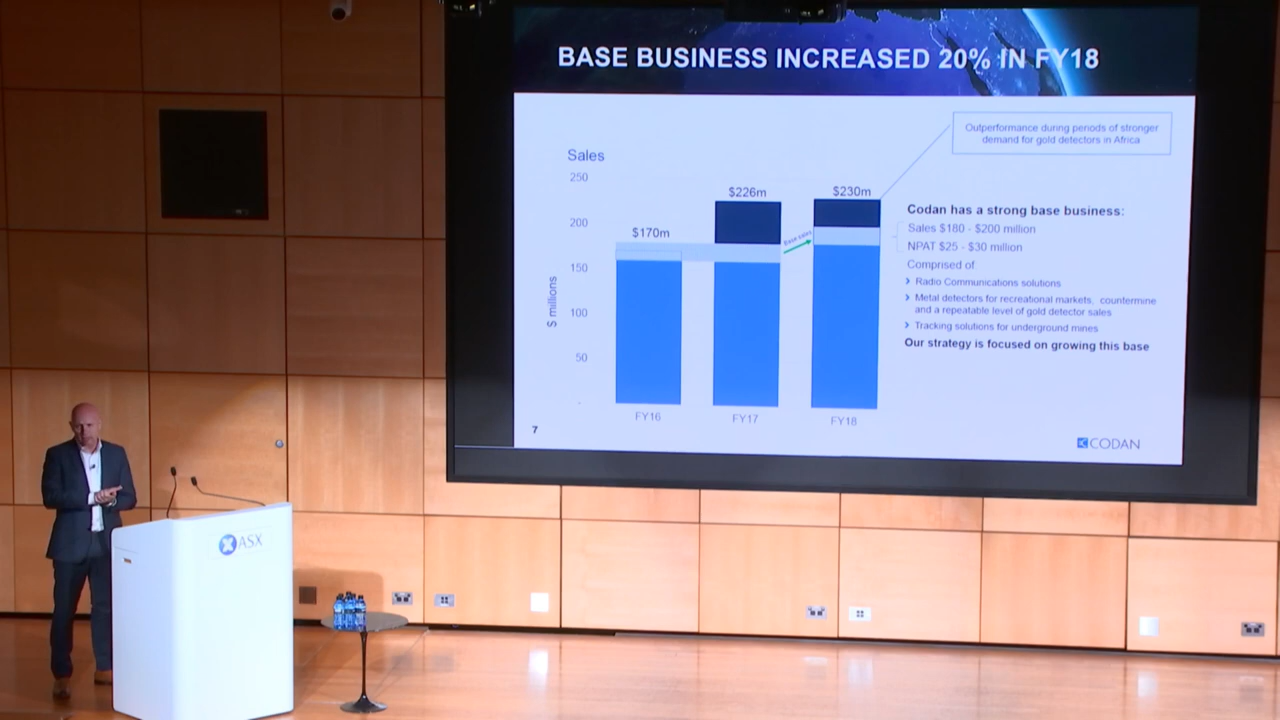 BASE BUSINESS INCREASED 20% IN FY18
Outperformance during periods of stronger
demand for gold detectors in Africa
Sales
250
200
150
100
50
-
$ millions
$170m
$226m
$230m
Base sales
FY16
FY17
FY18
Codan has a strong base business:
Sales $180 - $200 million
NPAT $25 - $30 million
Comprised of
Radio Communications solutions
Metal detectors for recreational markets, countermine
and a repeatable level of gold detector sales
Tracking solutions for underground mines
Our strategy is focused on growing this base
7
CODAN
ASX